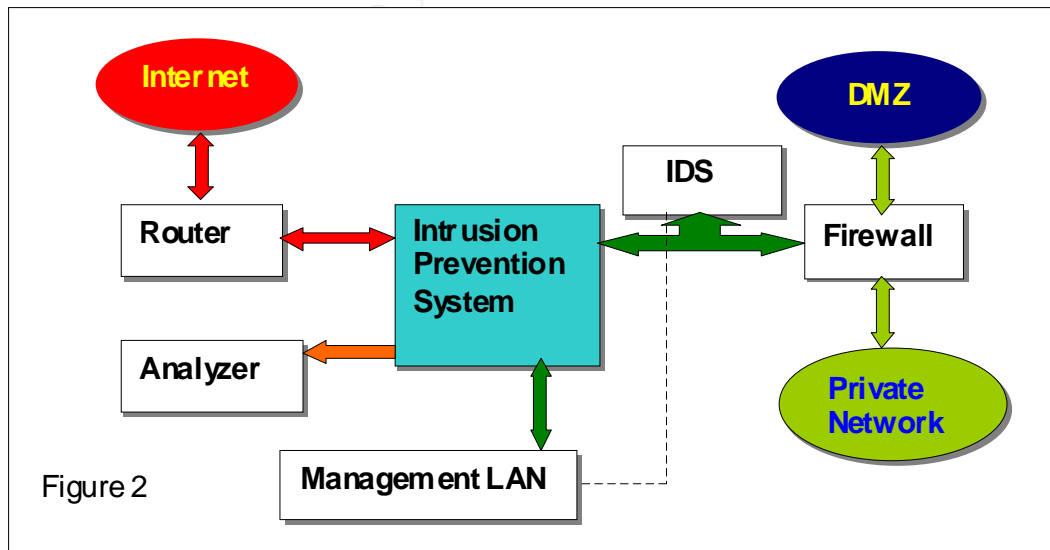 Internet
DMZ
IDS
Router
Intrusion
Prevention
System
Firewall
Analyzer
Private
Network
Management LAN
Figure 2